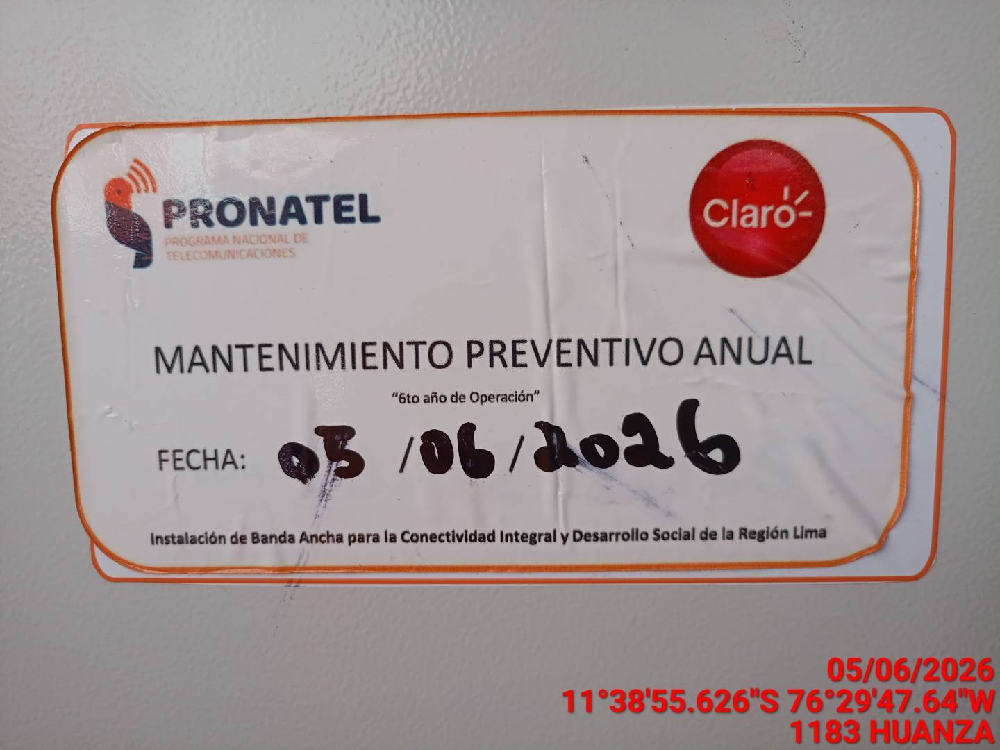 PRONATEL
PROGRAMA NACIONAL DE
TELECOMUNICACIONES
Claro
MANTENIMIENTO PREVENTIVO ANUAL
“6to año de Operación”
FECHA: 05 /06/2026
Instalación de Banda Ancha para la Conectividad Integral y Desarrollo Social de la Región Lima
05/06/2026
11°38'55.626"S 76°29'47.64"W
1183 HUANZA